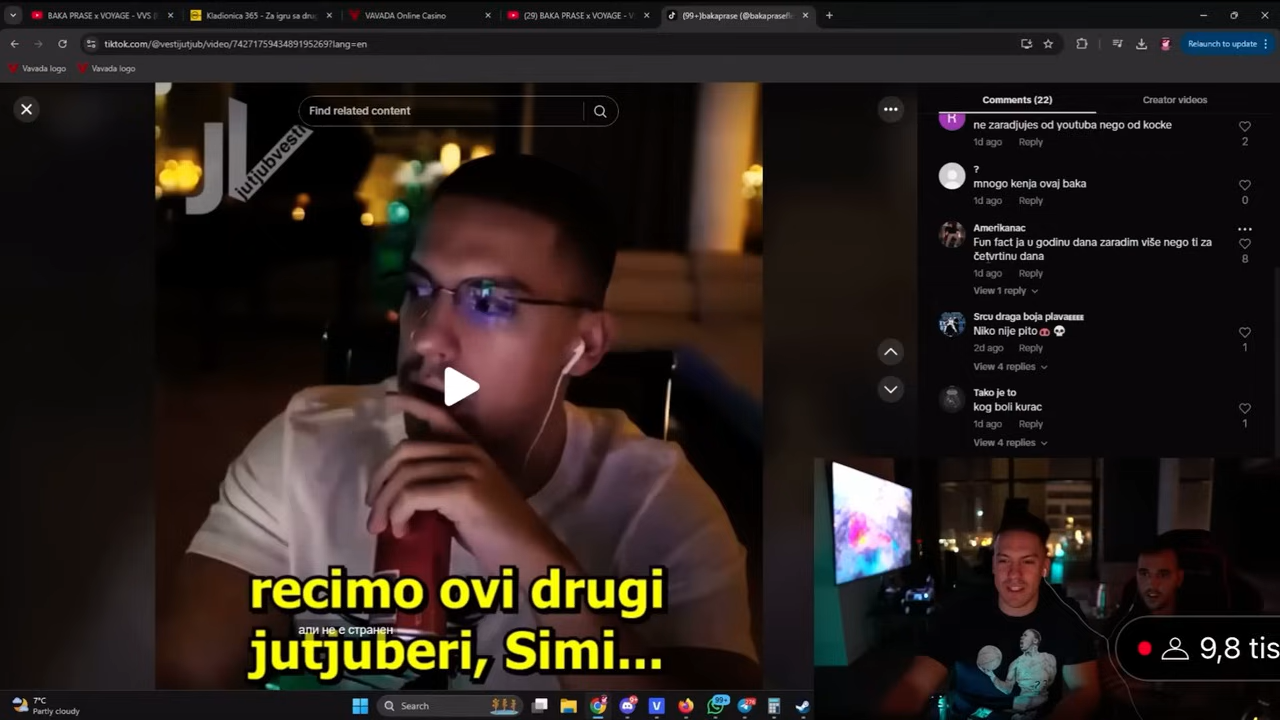 BAKA PRASE x VOYAGE - VVS
Kladionica 365 - Za igru sa drug
VAVADA Online Casino
(29) BAKA PRASE x VOYAGE - V
(99+)bakaprase (@bakaprasefl
tiktok.com/@vestijutjub/video/7427175943489195269?lang=en
Relaunch to update
Vavada logo
Vavada logo
Find related content
jutjubvesti
Comments (22)
Creator videos
R
ne zaradjujes od youtuba nego od kocke
1d ago Reply
2
?
mnogo kenja ovaj baka
1d ago Reply
0
Amerikanac
Fun fact ja u godinu dana zaradim više nego ti za
četvrtinu dana
8
1d ago Reply
View 1 reply
Srcu draga boja plava
Niko nije pito🐽💀
1
2d ago Reply
View 4 replies
Tako je to
kog boli kurac
1
1d ago Reply
View 4 replies
recimo ovi drugi
али не е странен
jutjuberi, Simi...
9,8 tis
7°C
Partly cloudy
Search
99+